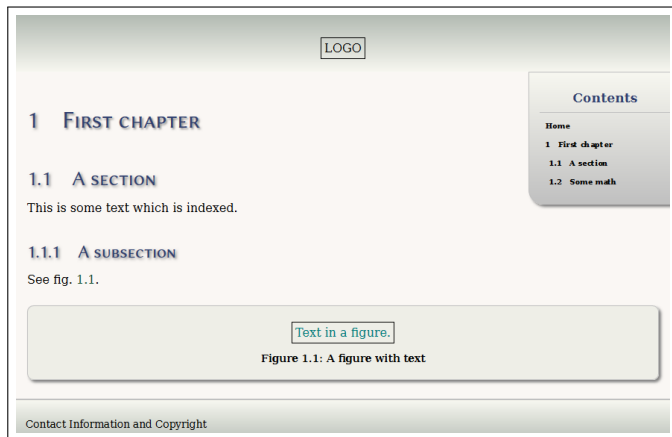 LOGO
Contents
Home
1 First chapter
1.1 A section
1.2 Some math
1 First chapter
1.1 A section
This is some text which is indexed.
1.1.1 A subsection
See fig. 1.1.
Text in a figure.
Figure 1.1: A figure with text
Contact Information and Copyright